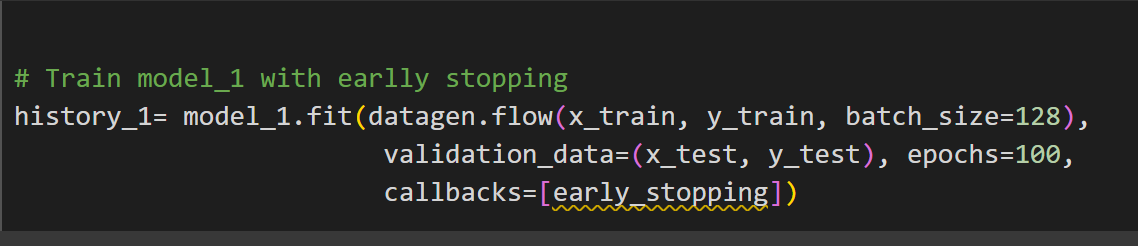 # Train model_1 with earlly stopping
history_1= model_1.fit(datagen.flow(x_train, y_train, batch_size=128),
validation_data=(x_test, y_test), epochs=100,
callbacks=[early_stopping])